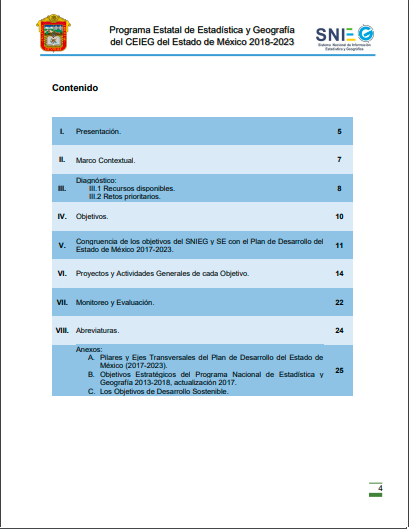 Programa Estatal de Estadística y Geografía
del CEIEG del Estado de México 2018-2023
SNIEG
Sistema Nacional de Información
Estadística y Geográfica
Contenido
I. Presentación. 5
II. Marco Contextual. 7
III. Diagnóstico: 8
III.1 Recursos disponibles.
III.2 Retos prioritarios.
IV. Objetivos. 10
V. Congruencia de los objetivos del SNIEG y SE con el Plan de Desarrollo del 11
Estado de México 2017-2023.
VI. Proyectos y Actividades Generales de cada Objetivo. 14
VII. Monitoreo y Evaluación. 22
VIII. Abreviaturas. 24
Anexos: 25
A. Pilares y Ejes Transversales del Plan de Desarrollo del Estado de
México (2017-2023).
B. Objetivos Estratégicos del Programa Nacional de Estadística y
Geografía 2013-2018, actualización 2017.
C. Los Objetivos de Desarrollo Sostenible.
4